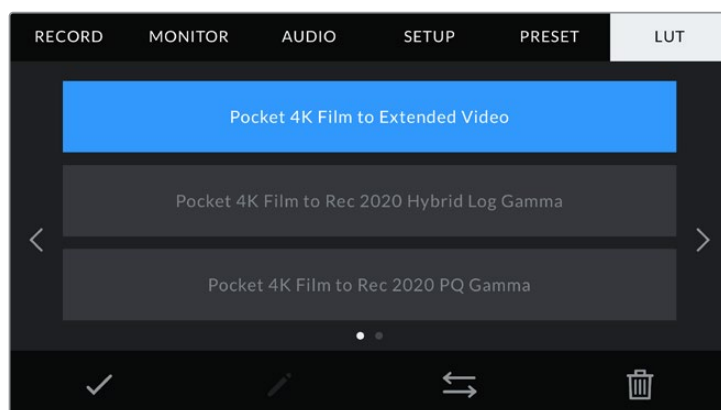 RECORD MONITOR AUDIO SETUP PRESET LUT
Pocket 4K Film to Extended Video
Pocket 4K Film to Rec 2020 Hybrid Log Gamma
Pocket 4K Film to Rec 2020 PQ Gamma